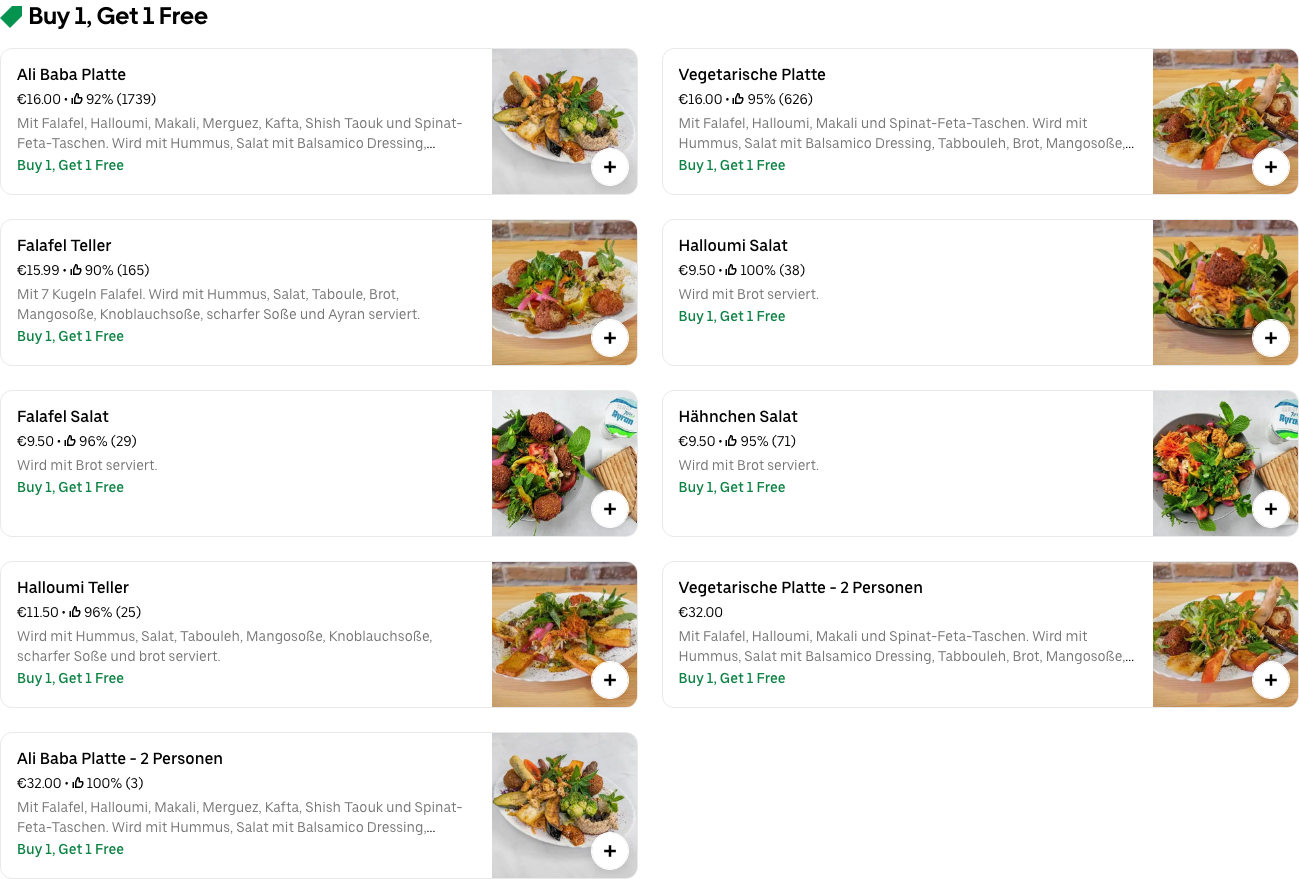 Buy 1, Get 1 Free
Ali Baba Platte
€16.00 • 92% (1739)
Mit Falafel, Halloumi, Makali, Merguez, Kafta, Shish Taouk und Spinat-
Feta-Taschen. Wird mit Hummus, Salat mit Balsamico Dressing,...
Buy 1, Get 1 Free
Vegetarische Platte
€16.00 • 95% (626)
Mit Falafel, Halloumi, Makali und Spinat-Feta-Taschen. Wird mit
Hummus, Salat mit Balsamico Dressing, Tabbouleh, Brot, Mangosoße,...
Buy 1, Get 1 Free
Falafel Teller
€15.99 • 90% (165)
Mit 7 Kugeln Falafel. Wird mit Hummus, Salat, Taboule, Brot,
Mangosoße, Knoblauchsoße, scharfer Soße und Ayran serviert.
Buy 1, Get 1 Free
Halloumi Salat
€9.50 • 100% (38)
Wird mit Brot serviert.
Buy 1, Get 1 Free
Falafel Salat
€9.50 • 96% (29)
Wird mit Brot serviert.
Buy 1, Get 1 Free
Ayran
Hähnchen Salat
€9.50 • 95% (71)
Wird mit Brot serviert.
Buy 1, Get 1 Free
Halloumi Teller
€11.50 • 96% (25)
Wird mit Hummus, Salat, Tabouleh, Mangosoße, Knoblauchsoße,
scharfer Soße und brot serviert.
Buy 1, Get 1 Free
Vegetarische Platte - 2 Personen
€32.00
Mit Falafel, Halloumi, Makali und Spinat-Feta-Taschen. Wird mit
Hummus, Salat mit Balsamico Dressing, Tabbouleh, Brot, Mangosoße,...
Buy 1, Get 1 Free
Ali Baba Platte - 2 Personen
€32.00 • 100% (3)
Mit Falafel, Halloumi, Makali, Merguez, Kafta, Shish Taouk und Spinat-
Feta-Taschen. Wird mit Hummus, Salat mit Balsamico Dressing,...
Buy 1, Get 1 Free